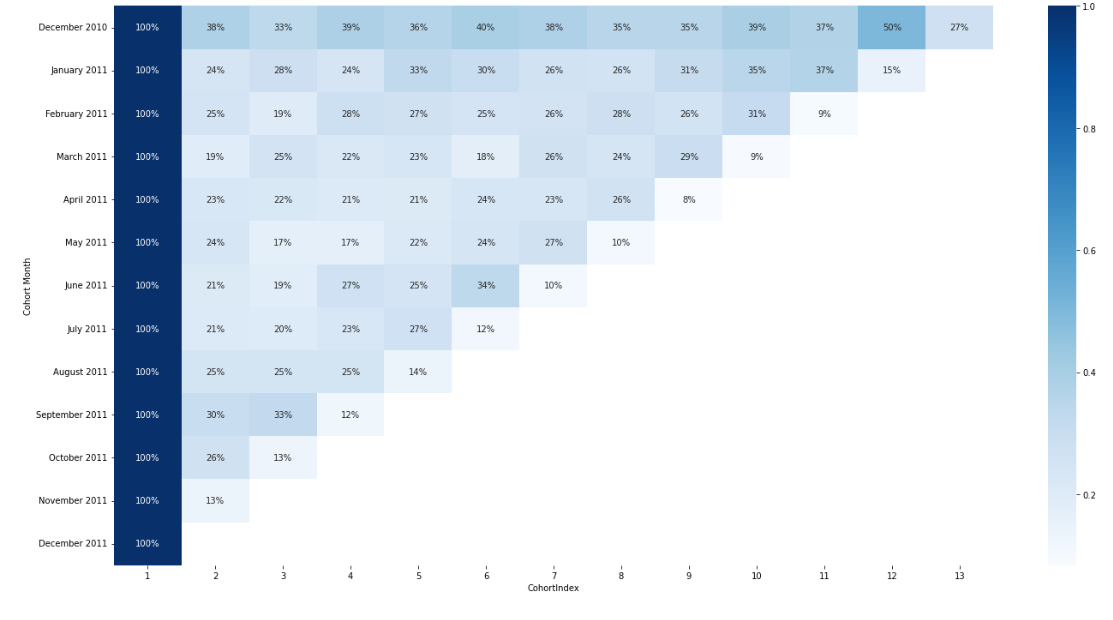 December 2010 100% 38% 33% 39% 36% 40% 38% 35% 35% 39% 37% 50% 27%
January 2011 100% 24% 28% 24% 33% 30% 26% 26% 31% 35% 37% 15%
February 2011 100% 25% 19% 28% 27% 25% 26% 28% 26% 31% 9%
March 2011 100% 19% 25% 22% 23% 18% 26% 24% 29% 9%
April 2011 100% 23% 22% 21% 21% 24% 23% 26% 8%
May 2011 100% 24% 17% 17% 22% 24% 27% 10%
June 2011 100% 21% 19% 27% 25% 34% 10%
July 2011 100% 21% 20% 23% 27% 12%
August 2011 100% 25% 25% 25% 14%
September 2011 100% 30% 33% 12%
October 2011 100% 26% 13%
November 2011 100% 13%
December 2011 100%
1 2 3 4 5 6 7 8 9 10 11 12 13
CohortIndex
Cohort Month
1.0
0.8
0.6
0.4
0.2